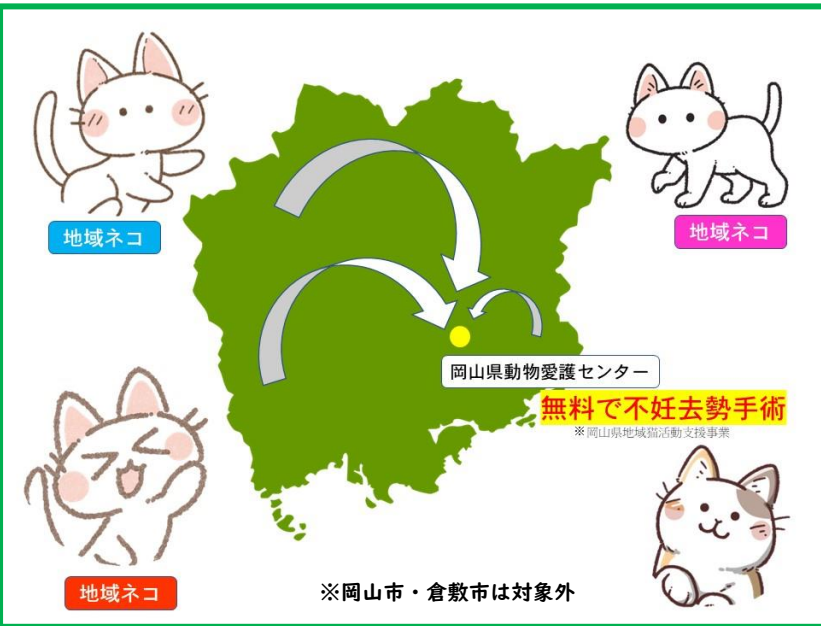 地域ネコ
地域ネコ
岡山県動物愛護センター
無料で不妊去勢手術
※岡山県地域猫活動支援事業
地域ネコ
※岡山市・倉敷市は対象外